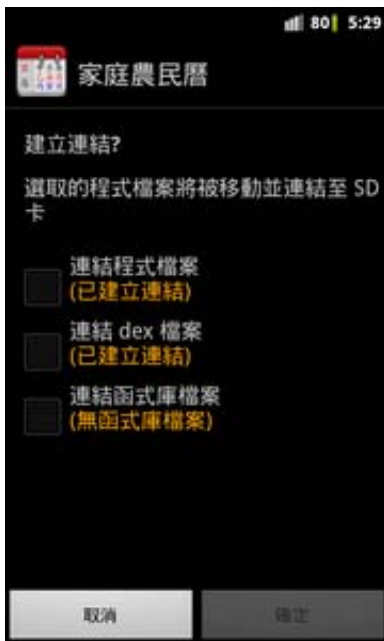 80 5:29
家庭農民曆
建立連結?
選取的程式檔案將被移動並連結至 SD
卡
連結程式檔案
(已建立連結)
連結 dex 檔案
(已建立連結)
連結函式庫檔案
(無函式庫檔案)
取消 確定